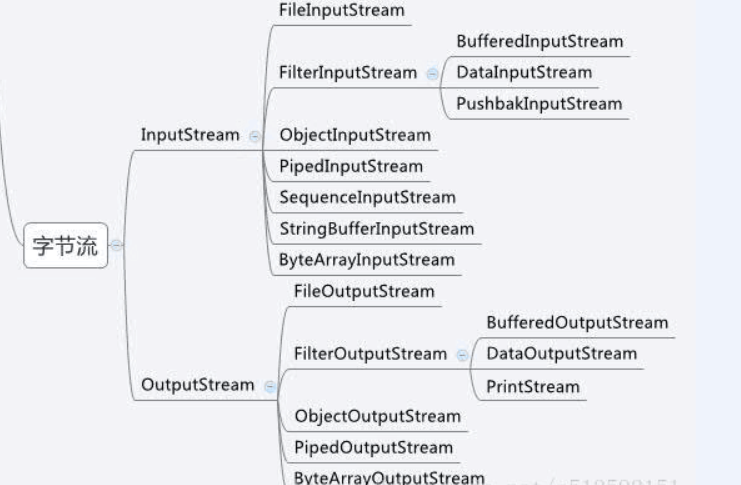 FileInputStream
BufferedInputStream
FilterInputStream
DataInputStream
PushbakInputStream
InputStream
ObjectInputStream
PipedInputStream
SequenceInputStream
StringBufferInputStream
ByteArrayInputStream
字节流
FileOutputStream
BufferedOutputStream
FilterOutputStream
DataOutputStream
PrintStream
OutputStream
ObjectOutputStream
PipedOutputStream
ByteArrayOutputStream